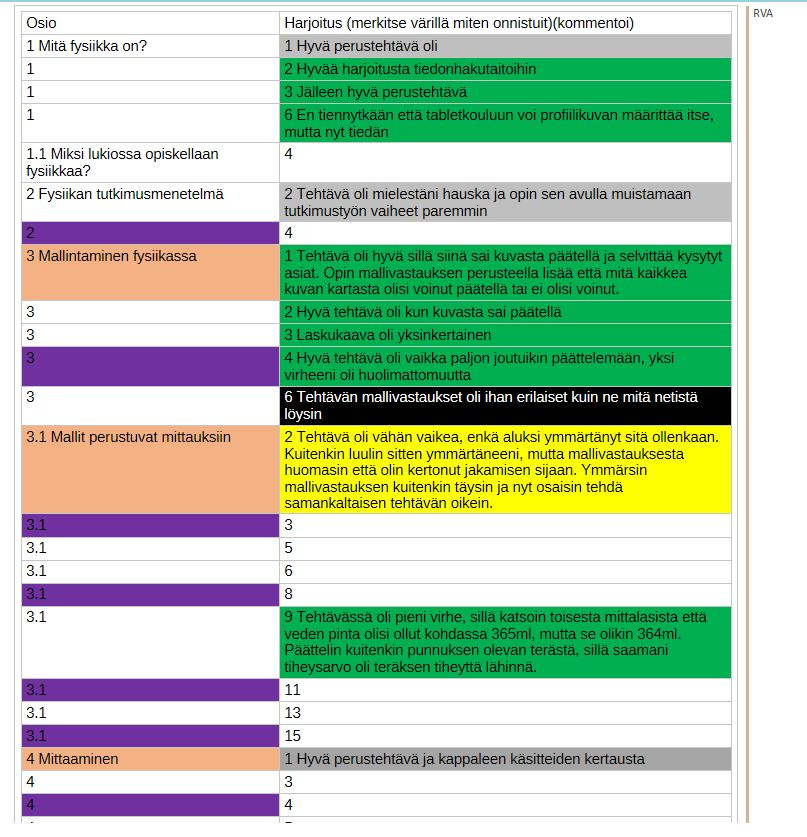 RVA
Osio Harjoitus (merkitse värillä miten onnistuit)(kommentoi)
1 Mitä fysiikka on? 1 Hyvä perustehtävä oli
1 2 Hyvää harjoitusta tiedonhakutaitoihin
1 3 Jälleen hyvä perustehtävä
1 6 En tiennytkään että tabletkouluun voi profiilikuvan määrittää itse,
mutta nyt tiedän
1.1 Miksi lukiossa opiskellaan 4
fysiikkaa?
2 Fysiikan tutkimusmenetelmä 2 Tehtävä oli mielestäni hauska ja opin sen avulla muistamaan
tutkimustyön vaiheet paremmin
2 4
3 Mallintaminen fysiikassa 1 Tehtävä oli hyvä sillä siinä sai kuvasta päätellä ja selvittää kysytyt
asiat. Opin mallivastauksen perusteella lisää että mitä kaikkea
kuvan kartasta olisi voinut päätellä tai ei olisi voinut.
3 2 Hyvä tehtävä oli kun kuvasta sai päätellä
3 3 Laskukaava oli yksinkertainen
3 4 Hyvä tehtävä oli vaikka paljon joutuikin päättelemään, yksi
virheeni oli huolimattomuutta
3 6 Tehtävän mallivastaukset oli ihan erilaiset kuin ne mitä netistä
löysin
3.1 Mallit perustuvat mittauksiin 2 Tehtävä oli vähän vaikea, enkä aluksi ymmärtänyt sitä ollenkaan.
Kuitenkin luulin sitten ymmärtäneeni, mutta mallivastauksesta
huomasin että olin kertonut jakamisen sijaan. Ymmärsin
mallivastauksen kuitenkin täysin ja nyt osaisin tehdä
samankaltaisen tehtävän oikein.
3.1 3
3.1 5
3.1 6
3.1 8
3.1 9 Tehtävässä oli pieni virhe, sillä katsoin toisesta mittalasista että
veden pinta olisi ollut kohdassa 365ml, mutta se olikin 364ml.
Päättelin kuitenkin punnuksen olevan terästä, sillä saamani
tiheysarvo oli teräksen tiheyttä lähinnä.
3.1 11
3.1 13
3.1 15
4 Mittaaminen 1 Hyvä perustehtävä ja kappaleen käsitteiden kertausta
4 3
4 4